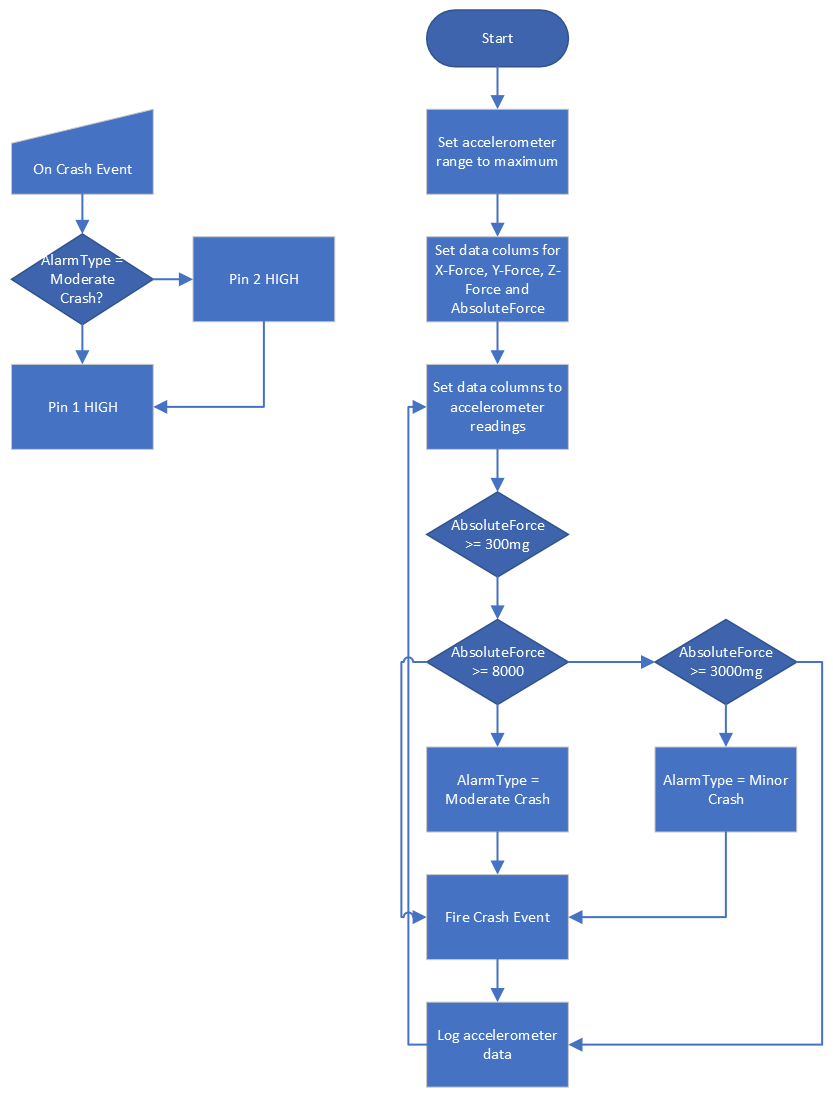 Start
Set accelerometer
range to maximum
On Crash Event
Set data colums for
X-Force, Y-Force, Z-
Force and
AbsoluteForce
AlarmType =
Moderate
Crash?
Pin 2 HIGH
Pin 1 HIGH
Set data columns to
accelerometer
readings
AbsoluteForce
>= 300mg
AbsoluteForce
>= 8000
AbsoluteForce
>= 3000mg
AlarmType =
Moderate Crash
AlarmType = Minor
Crash
Fire Crash Event
Log accelerometer
data